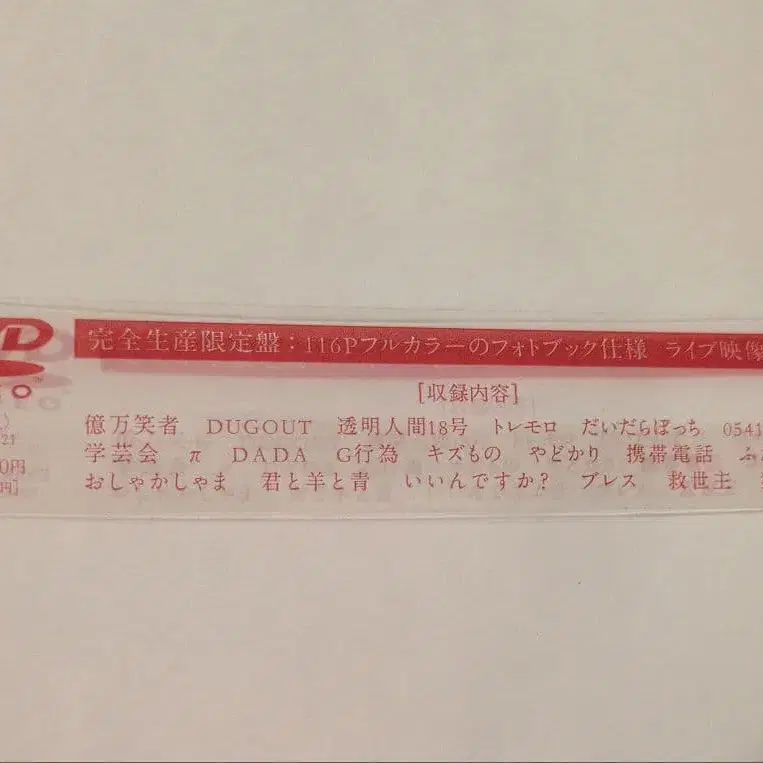 完全生産限定盤：116Pフルカラーのフォトブック仕様 ライブ映像
[収録内容]
億万笑者 DUGOUT 透明人間18号 トレモロ だいだらぼっち 0541
学芸会 π DADA G行為 キズもの やどかり 携帯電話
おしゃかしゃま 君と羊と青 いいんですか? ブレス 救世主
21
0円
円]